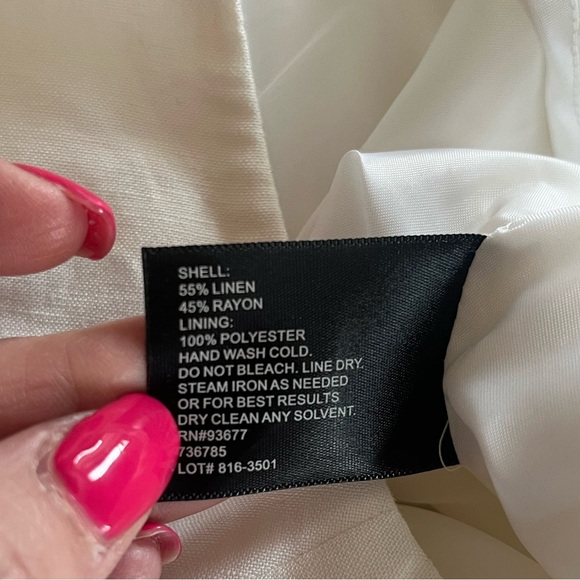 SHELL:
55% LINEN
45% RAYON
LINING:
100% POLYESTER
HAND WASH COLD.
DO NOT BLEACH. LINE DRY.
STEAM IRON AS NEEDED
OR FOR BEST RESULTS
DRY CLEAN ANY SOLVENT.
RN#93677
736785
LOT# 816-3501